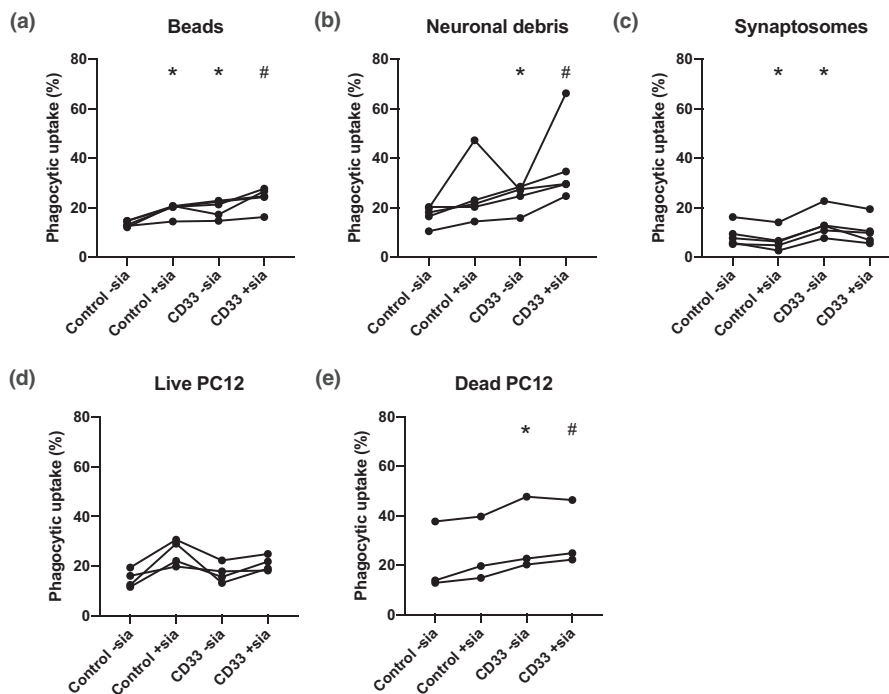 (a)
Beads
Phagocytic uptake (%)
80
60
40
20
0
* * #
Control -sia
Control +sia
CD33 -sia
CD33 +sia
(b)
Neuronal debris
Phagocytic uptake (%)
80
60
40
20
0
* #
Control -sia
Control +sia
CD33 -sia
CD33 +sia
(c)
Synaptosomes
Phagocytic uptake (%)
80
60
40
20
0
* *
Control -sia
Control +sia
CD33 -sia
CD33 +sia
(d)
Live PC12
Phagocytic uptake (%)
80
60
40
20
0
Control -sia
Control +sia
CD33 -sia
CD33 +sia
(e)
Dead PC12
Phagocytic uptake (%)
80
60
40
20
0
* #
Control -sia
Control +sia
CD33 -sia
CD33 +sia